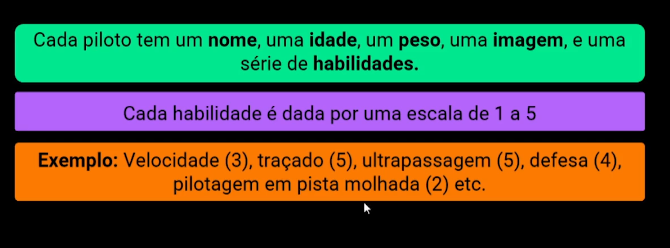 Cada piloto tem um nome, uma idade, um peso, uma imagem, e uma
série de habilidades.
Cada habilidade é dada por uma escala de 1 a 5
Exemplo: Velocidade (3), traçado (5), ultrapassagem (5), defesa (4),
pilotagem em pista molhada (2) etc.